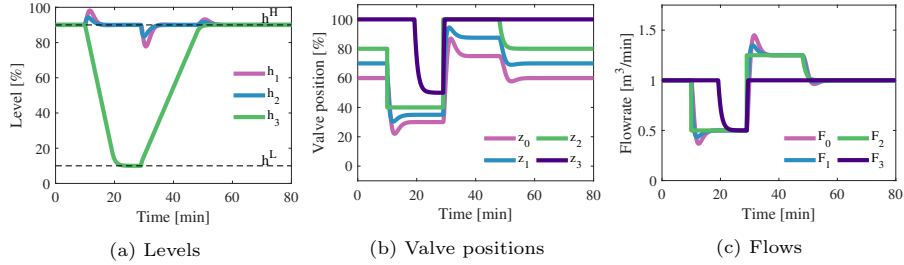 100
80
60
40
20
0
Level [%]
h^H
h^L
h_1
h_2
h_3
0 20 40 60 80
Time [min]
(a) Levels
100
80
60
40
20
0
Valve position [%]
z_0 z_2
z_1 z_3
0 20 40 60 80
Time [min]
(b) Valve positions
2
1.5
1
0.5
0
Flowrate [m³/min]
F_0 F_2
F_1 F_3
0 20 40 60 80
Time [min]
(c) Flows